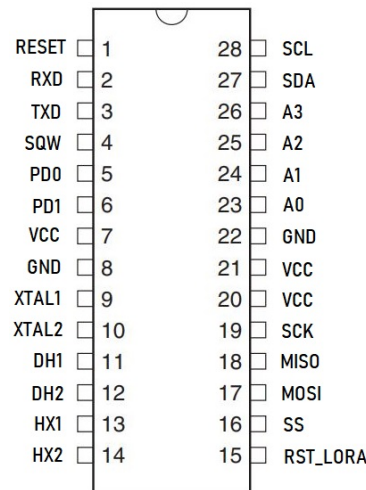 RESET 1 28 SCL
RXD 2 27 SDA
TXD 3 26 A3
SQW 4 25 A2
PD0 5 24 A1
PD1 6 23 A0
VCC 7 22 GND
GND 8 21 VCC
XTAL1 9 20 VCC
XTAL2 10 19 SCK
DH1 11 18 MISO
DH2 12 17 MOSI
HX1 13 16 SS
HX2 14 15 RST_LORA